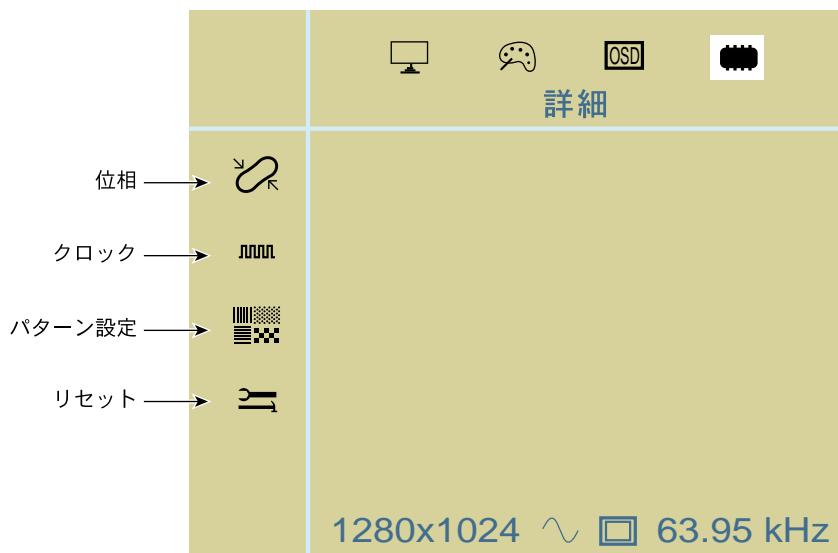 OSD
詳細
位相
クロック
パターン設定
リセット
1280x1024 63.95 kHz